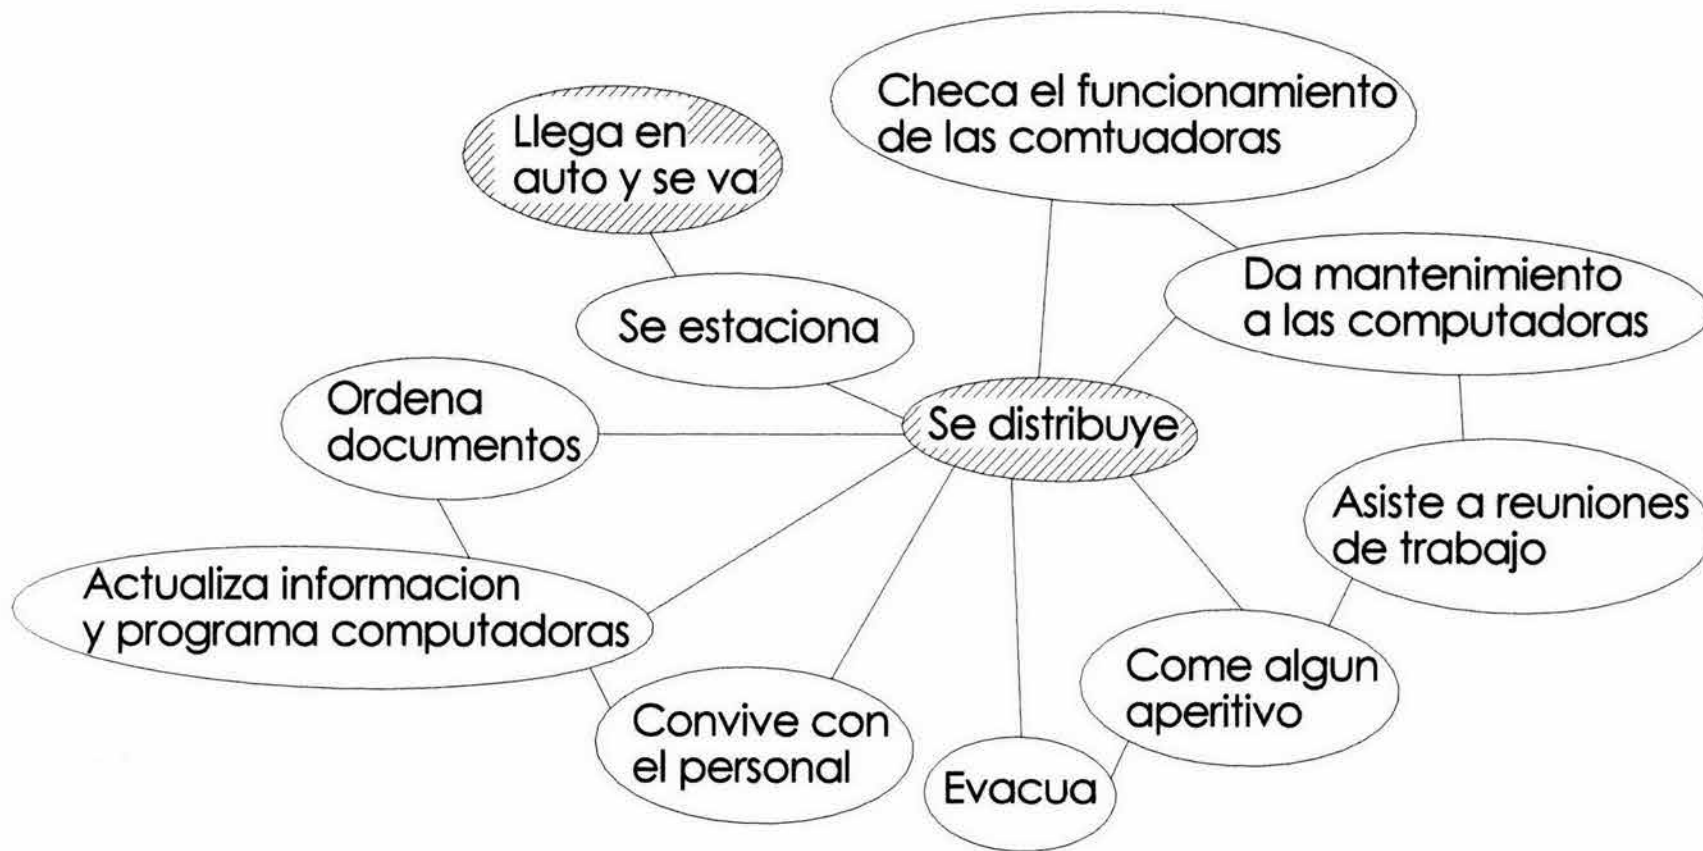 Llega en
auto y se va
Checa el funcionamiento
de las comtuadoras
Se estaciona
Da mantenimiento
a las computadoras
Ordena
documentos
Se distribuye
Asiste a reuniones
de trabajo
Actualiza informacion
y programa computadoras
Come algun
aperitivo
Convive con
el personal
Evacua